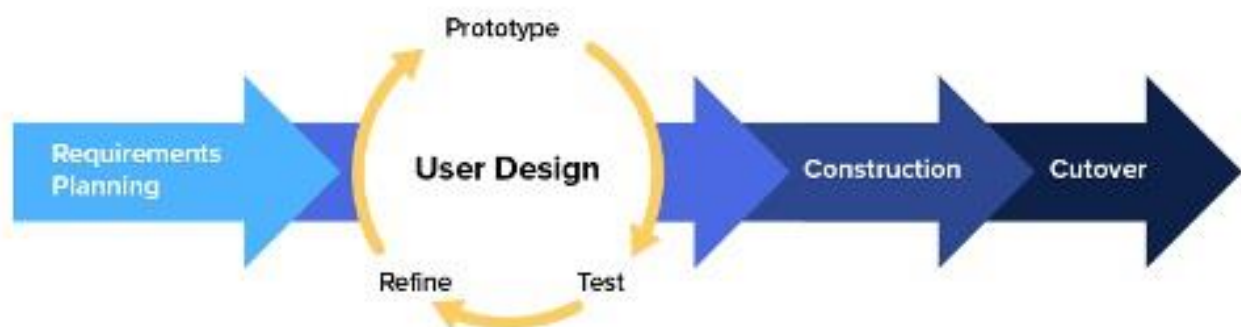 Prototype
Requirements
Planning
User Design
Construction
Cutover
Refine
Test